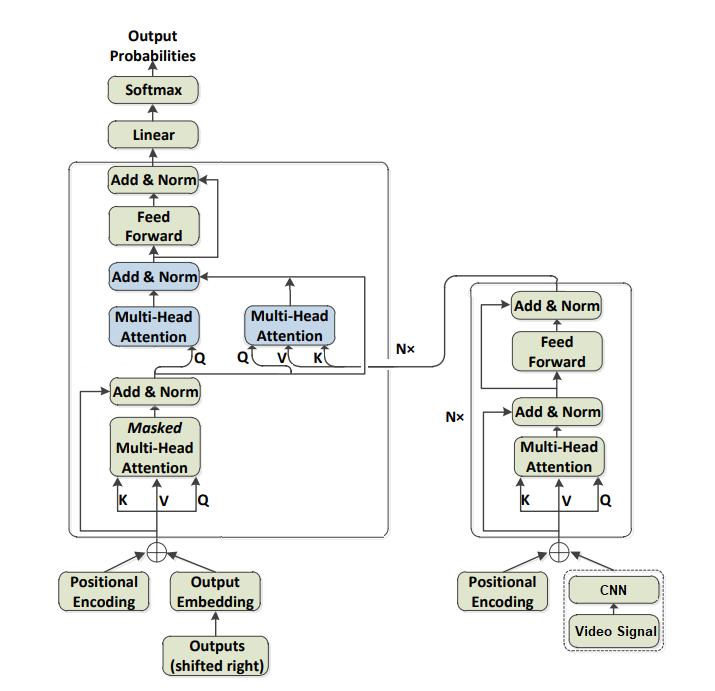 Output
Probabilities
Softmax
Linear
Add & Norm
Feed
Forward
Add & Norm
Multi-Head
Attention
Multi-Head
Attention
Q
Q
V
K
N×
Add & Norm
Masked
Multi-Head
Attention
K
V
Q
Positional
Encoding
Output
Embedding
Outputs
(shifted right)
Add & Norm
Feed
Forward
N×
Add & Norm
Multi-Head
Attention
K
V
Q
Positional
Encoding
CNN
Video Signal